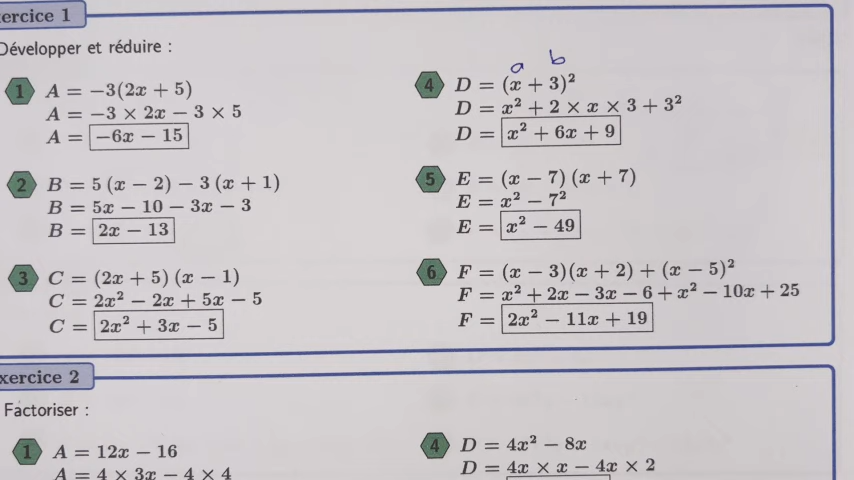 ercice 1
Développer et réduire :
1 A = −3(2x + 5)
A = −3 × 2x − 3 × 5
A = −6x − 15
2 B = 5 (x − 2) − 3 (x + 1)
B = 5x − 10 − 3x − 3
B = 2x − 13
3 C = (2x + 5) (x − 1)
C = 2x² − 2x + 5x − 5
C = 2x² + 3x − 5
a b
4 D = (x + 3)²
D = x² + 2 × x × 3 + 3²
D = x² + 6x + 9
5 E = (x − 7) (x + 7)
E = x² − 7²
E = x² − 49
6 F = (x − 3)(x + 2) + (x − 5)²
F = x² + 2x − 3x − 6 + x² − 10x + 25
F = 2x² − 11x + 19
xercice 2
Factoriser :
1 A = 12x − 16
A = 4 × 3x − 4 × 4
4 D = 4x² − 8x
D = 4x × x − 4x × 2